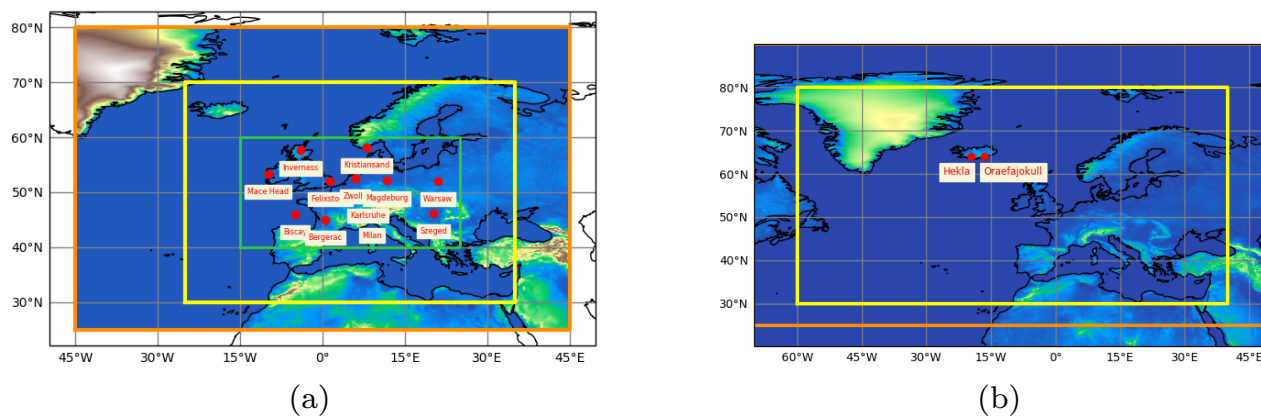 80°N
70°N
60°N
50°N
40°N
30°N
45°W 30°W 15°W 0° 15°E 30°E 45°E
Inverness
Kristiansand
Mace Head
Felixsto
Zwoll
Magdeburg
Warsaw
Karlsruhe
Biscay
Bergerac
Milan
Szeged
(a)
80°N
70°N
60°N
50°N
40°N
30°N
60°W 45°W 30°W 15°W 0° 15°E 30°E 45°E
Hekla
Oraefajokull
(b)